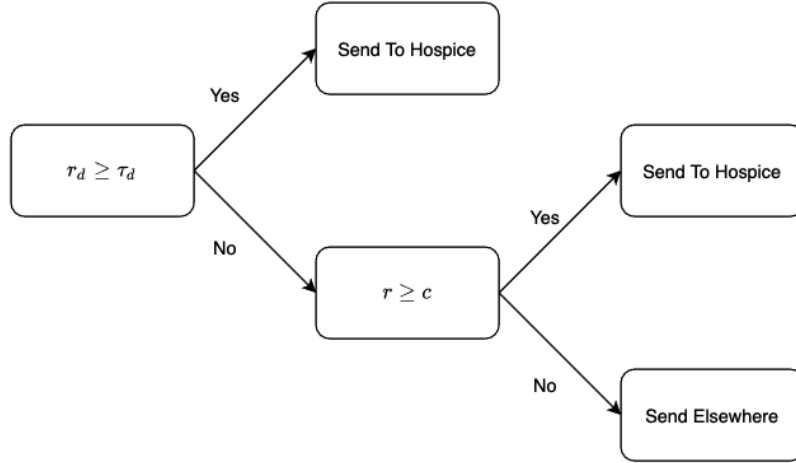 Send To Hospice
Yes
r_d ≥ τ_d
Send To Hospice
Yes
No
r ≥ c
No
Send Elsewhere